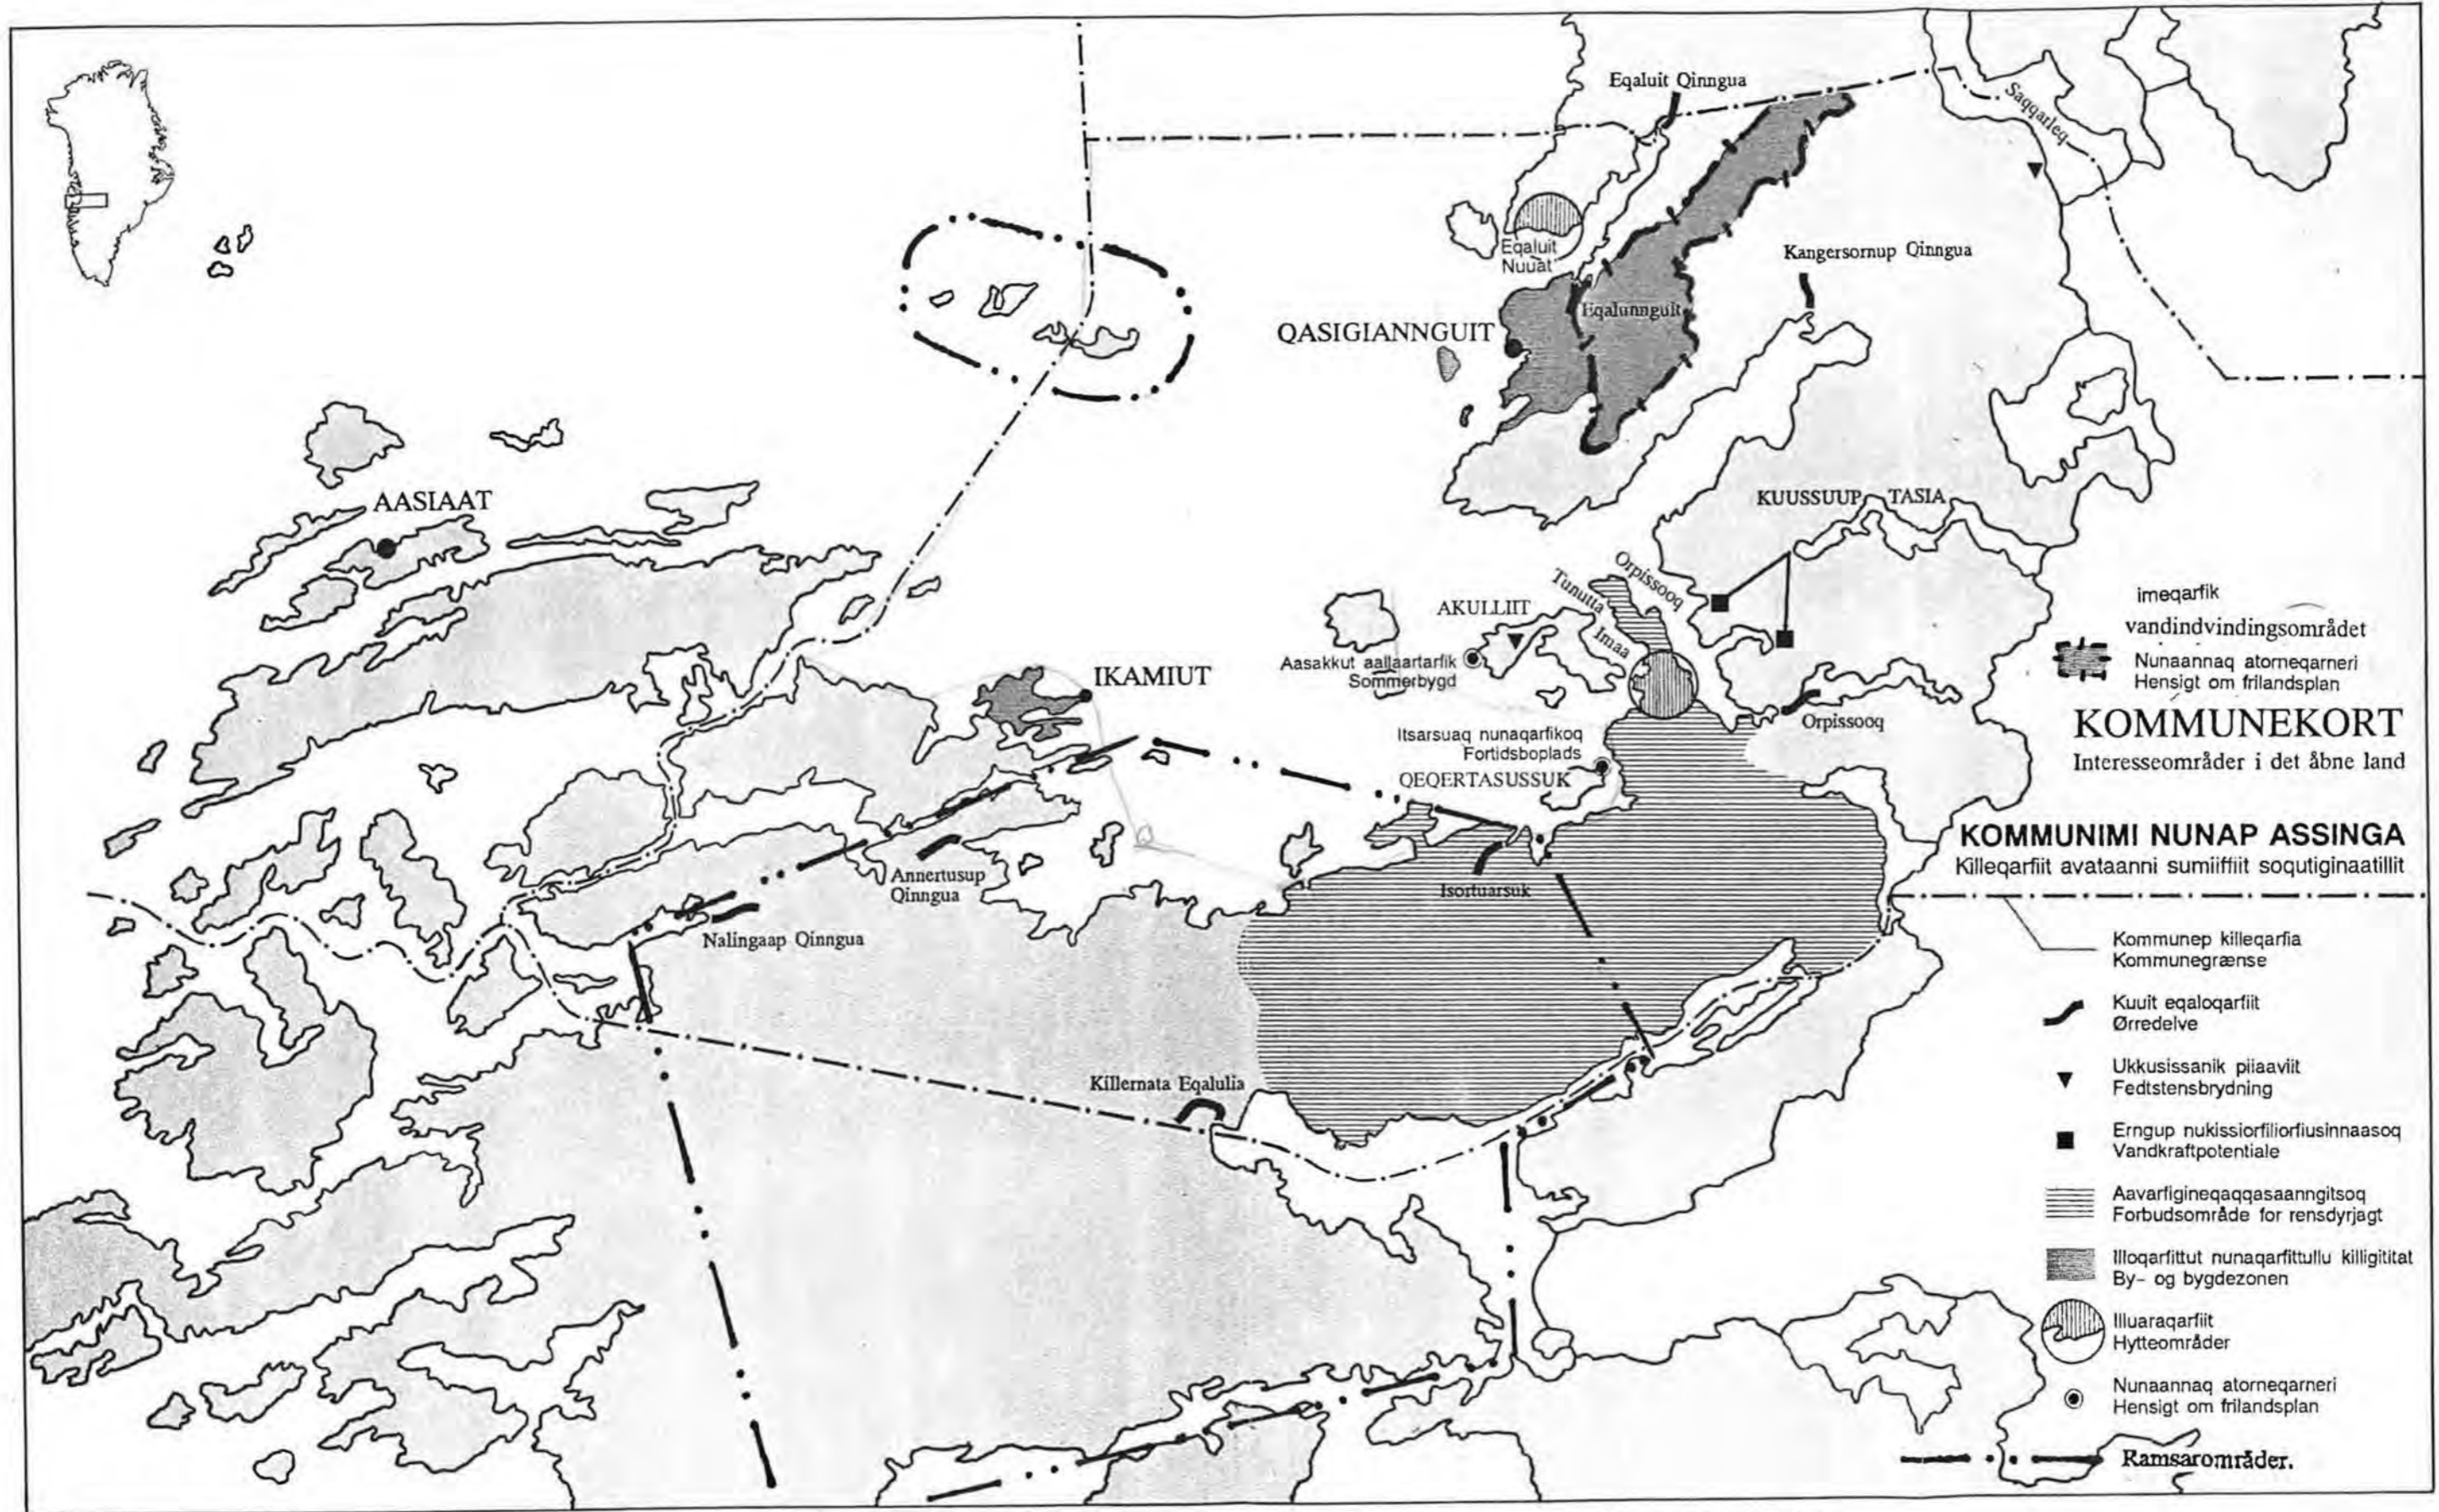 Eqaluit Qinngua
Saqqarleq
Eqaluit
Nuuat
Kangersornup Qinngua
Eqalunnguit
QASIGIANNGUIT
AASIAAT
KUUSSUUP TASIA
Orpissooq
Tunutta
Imaa
AKULLIIT
Aasakkut aallaartarfik
Sommerbygd
IKAMIUT
Orpissooq
Itsarsuaq nunaqarfikoq
Fortidsboplads
QEQERTASUSSUK
Annertusup
Qinngua
Isortuarsuk
Nalingaap Qinngua
Killernata Eqalulia
imeqarfik
vandindvindingsområdet
Nunaannaq atorneqarneri
Hensigt om frilandsplan
KOMMUNEKORT
Interesseområder i det åbne land
KOMMUNIMI NUNAP ASSINGA
Killeqarfiit avataanni sumiiffiit soqutiginaatillit
Kommunep killeqarfia
Kommunegrænse
Kuuit eqaloqarfiit
Ørredelve
Ukkusissanik piiaaviit
Fedtstensbrydning
Erngup nukissiorfiliorfiusinnaasoq
Vandkraftpotentiale
Aavarfigineqaqqasaanngitsoq
Forbudsområde for rensdyrjagt
Illoqarfittut nunaqarfittullu killigititat
By- og bygdezonen
Illuaraqarfiit
Hytteområder
Nunaannaq atorneqarneri
Hensigt om frilandsplan
Ramsarområder.